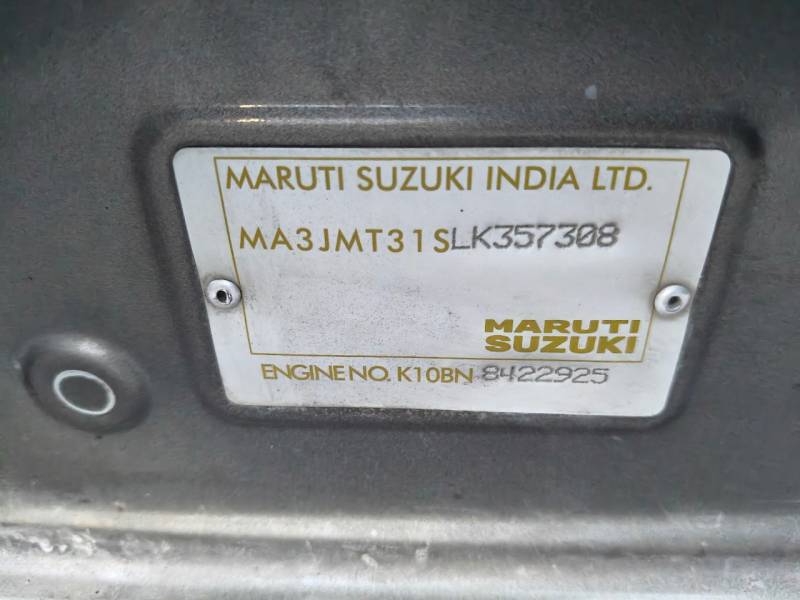 MARUTI SUZUKI INDIA LTD.
MA3JMT31SLK357308
MARUTI
SUZUKI
ENGINE NO. K10BN 8422925